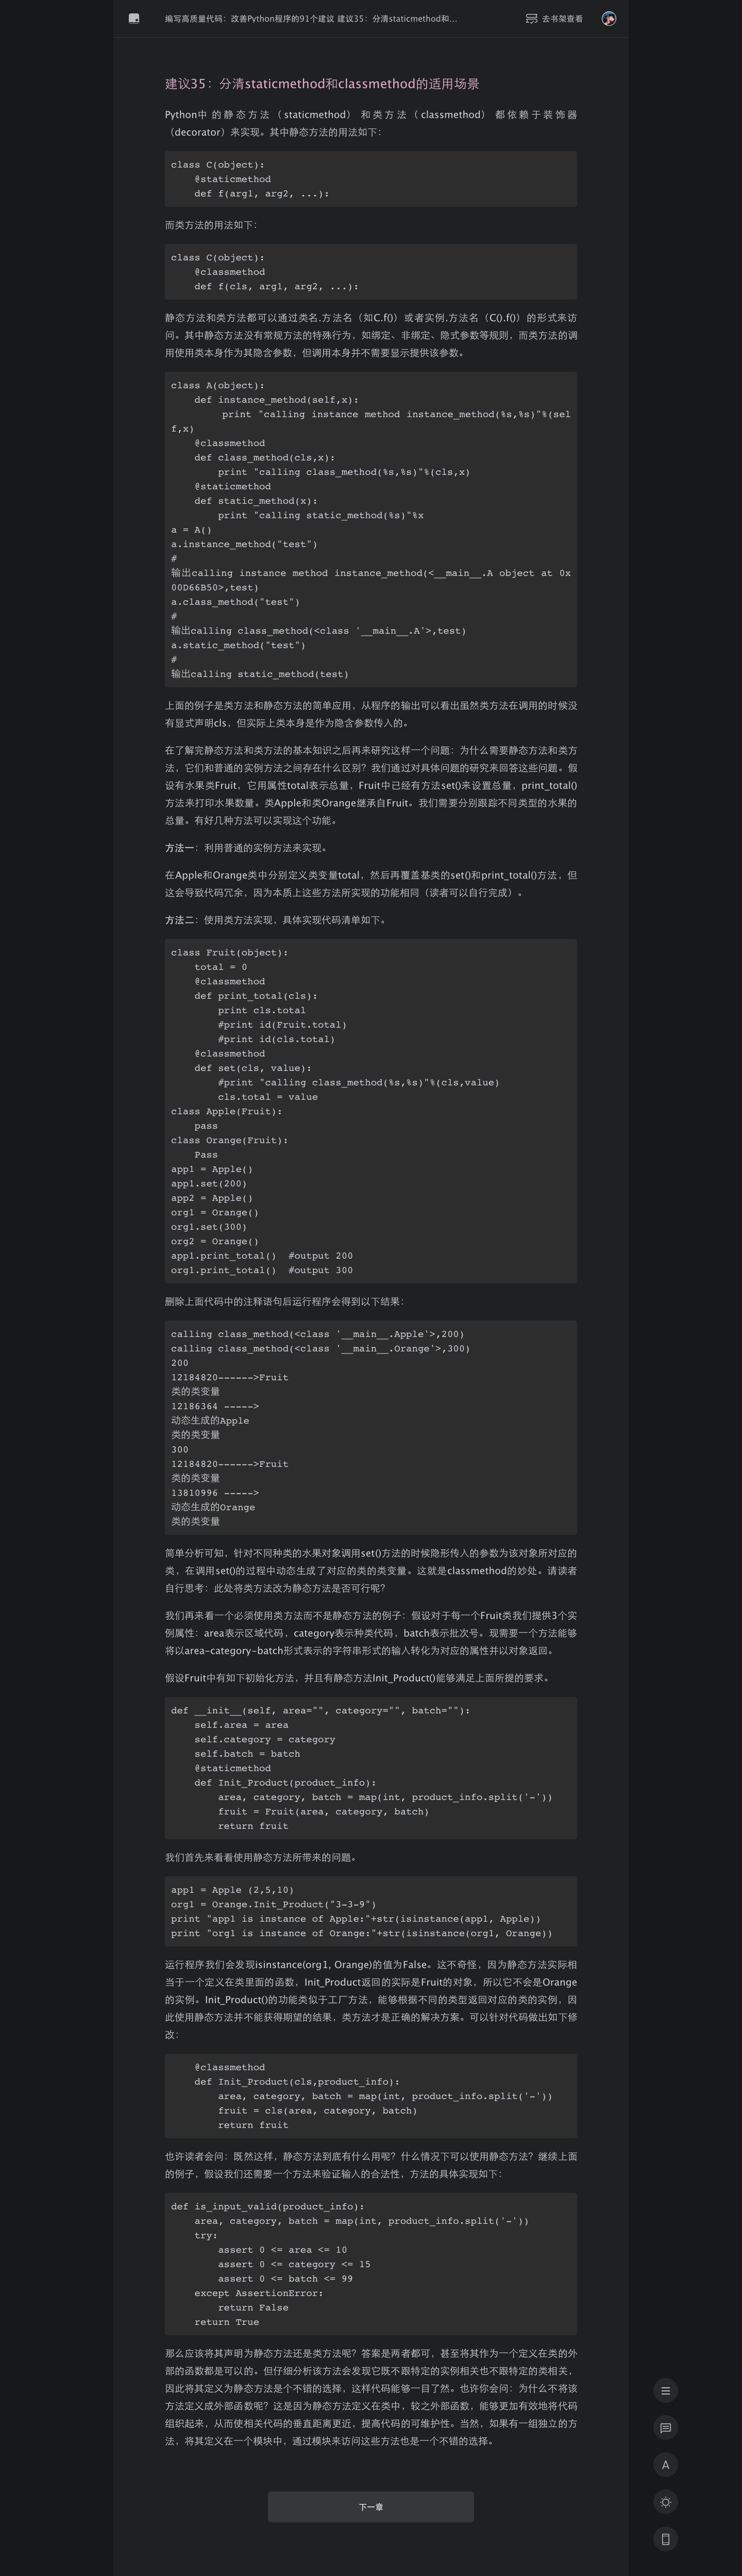 编写高质量代码：改善Python程序的91个建议 建议35：分清staticmethod和...
去书架查看
建议35：分清staticmethod和classmethod的适用场景
Python中的静态方法（staticmethod）和类方法（classmethod）都依赖于装饰器
（decorator）来实现。其中静态方法的用法如下：
class C(object):
    @staticmethod
    def f(arg1, arg2, ...):
而类方法的用法如下：
class C(object):
    @classmethod
    def f(cls, arg1, arg2, ...):
静态方法和类方法都可以通过类名.方法名（如C.f()）或者实例.方法名（C().f()）的形式来访
问。其中静态方法没有常规方法的特殊行为，如绑定、非绑定、隐式参数等规则，而类方法的调
用使用类本身作为其隐含参数，但调用本身并不需要显示提供该参数。
class A(object):
    def instance_method(self,x):
        print "calling instance method instance_method(%s,%s)"%(sel
f,x)
    @classmethod
    def class_method(cls,x):
        print "calling class_method(%s,%s)"%(cls,x)
    @staticmethod
    def static_method(x):
        print "calling static_method(%s)"%x
a = A()
a.instance_method("test")
#
输出calling instance method instance_method(<__main__.A object at 0x
00D66B50>,test)
a.class_method("test")
#
输出calling class_method(<class '__main__.A'>,test)
a.static_method("test")
#
输出calling static_method(test)
上面的例子是类方法和静态方法的简单应用，从程序的输出可以看出虽然类方法在调用的时候没
有显式声明cls，但实际上类本身是作为隐含参数传入的。
在了解完静态方法和类方法的基本知识之后再来研究这样一个问题：为什么需要静态方法和类方
法，它们和普通的实例方法之间存在什么区别？我们通过对具体问题的研究来回答这些问题。假
设有水果类Fruit，它用属性total表示总量，Fruit中已经有方法set()来设置总量，print_total()
方法来打印水果数量。类Apple和类Orange继承自Fruit。我们需要分别跟踪不同类型的水果的
总量。有好几种方法可以实现这个功能。
方法一：利用普通的实例方法来实现。
在Apple和Orange类中分别定义类变量total，然后再覆盖基类的set()和print_total()方法，但
这会导致代码冗余，因为本质上这些方法所实现的功能相同（读者可以自行完成）。
方法二：使用类方法实现，具体实现代码清单如下。
class Fruit(object):
    total = 0
    @classmethod
    def print_total(cls):
        print cls.total
        #print id(Fruit.total)
        #print id(cls.total)
    @classmethod
    def set(cls, value):
        #print "calling class_method(%s,%s)"%(cls,value)
        cls.total = value
class Apple(Fruit):
    pass
class Orange(Fruit):
    Pass
app1 = Apple()
app1.set(200)
app2 = Apple()
org1 = Orange()
org1.set(300)
org2 = Orange()
app1.print_total()  #output 200
org1.print_total()  #output 300
删除上面代码中的注释语句后运行程序会得到以下结果：
calling class_method(<class '__main__.Apple'>,200)
calling class_method(<class '__main__.Orange'>,300)
200
12184820------>Fruit
类的类变量
12186364 ----->
动态生成的Apple
类的类变量
300
12184820------>Fruit
类的类变量
13810996 ----->
动态生成的Orange
类的类变量
简单分析可知，针对不同种类的水果对象调用set()方法的时候隐形传入的参数为该对象所对应的
类，在调用set()的过程中动态生成了对应的类的类变量。这就是classmethod的妙处。请读者
自行思考：此处将类方法改为静态方法是否可行呢？
我们再来看一个必须使用类方法而不是静态方法的例子：假设对于每一个Fruit类我们提供3个实
例属性：area表示区域代码，category表示种类代码，batch表示批次号。现需要一个方法能够
将以area-category-batch形式表示的字符串形式的输入转化为对应的属性并以对象返回。
假设Fruit中有如下初始化方法，并且有静态方法Init_Product()能够满足上面所提的要求。
def __init__(self, area="", category="", batch=""):
    self.area = area
    self.category = category
    self.batch = batch
    @staticmethod
    def Init_Product(product_info):
        area, category, batch = map(int, product_info.split('-'))
        fruit = Fruit(area, category, batch)
        return fruit
我们首先来看看使用静态方法所带来的问题。
app1 = Apple (2,5,10)
org1 = Orange.Init_Product("3-3-9")
print "app1 is instance of Apple:"+str(isinstance(app1, Apple))
print "org1 is instance of Orange:"+str(isinstance(org1, Orange))
运行程序我们会发现isinstance(org1, Orange)的值为False。这不奇怪，因为静态方法实际相
当于一个定义在类里面的函数，Init_Product返回的实际是Fruit的对象，所以它不会是Orange
的实例。Init_Product()的功能类似于工厂方法，能够根据不同的类型返回对应的类的实例，因
此使用静态方法并不能获得期望的结果，类方法才是正确的解决方案。可以针对代码做出如下修
改：
    @classmethod
    def Init_Product(cls,product_info):
        area, category, batch = map(int, product_info.split('-'))
        fruit = cls(area, category, batch)
        return fruit
也许读者会问：既然这样，静态方法到底有什么用呢？什么情况下可以使用静态方法？继续上面
的例子，假设我们还需要一个方法来验证输入的合法性，方法的具体实现如下：
def is_input_valid(product_info):
    area, category, batch = map(int, product_info.split('-'))
    try:
        assert 0 <= area <= 10
        assert 0 <= category <= 15
        assert 0 <= batch <= 99
    except AssertionError:
        return False
    return True
那么应该将其声明为静态方法还是类方法呢？答案是两者都可，甚至将其作为一个定义在类的外
部的函数都是可以的。但仔细分析该方法会发现它既不跟特定的实例相关也不跟特定的类相关，
因此将其定义为静态方法是个不错的选择，这样代码能够一目了然。也许你会问：为什么不将该
方法定义成外部函数呢？这是因为静态方法定义在类中，较之外部函数，能够更加有效地将代码
组织起来，从而使相关代码的垂直距离更近，提高代码的可维护性。当然，如果有一组独立的方
法，将其定义在一个模块中，通过模块来访问这些方法也是一个不错的选择。
A
下一章